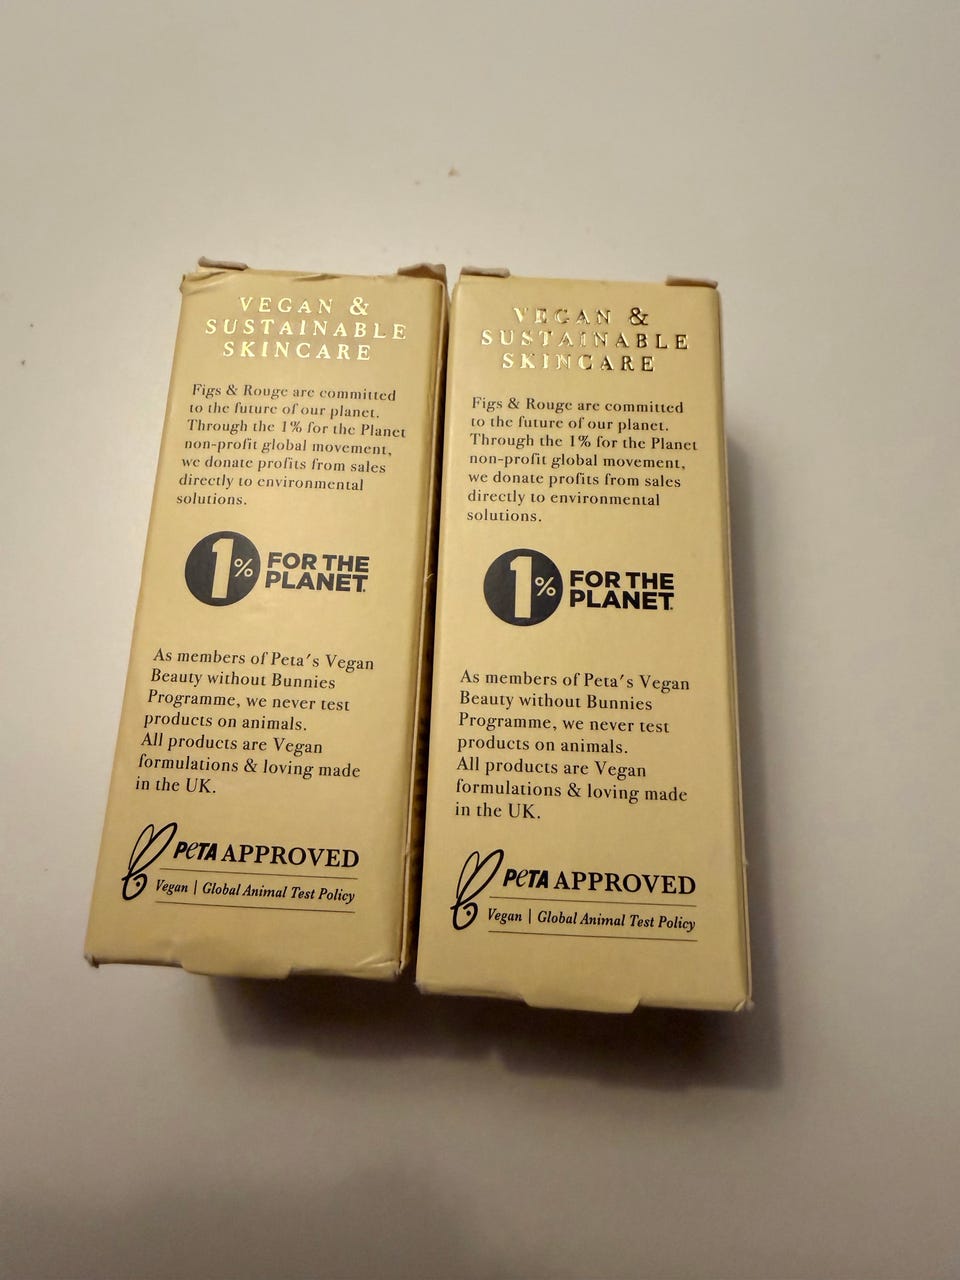 VEGAN &
SUSTAINABLE
SKINCARE
Figs & Rouge are committed
to the future of our planet.
Through the 1% for the Planet
non-profit global movement,
we donate profits from sales
directly to environmental
solutions.
1%
FOR THE
PLANET.
As members of Peta's Vegan
Beauty without Bunnies
Programme, we never test
products on animals.
All products are Vegan
formulations & loving made
in the UK.
PETA APPROVED
Vegan | Global Animal Test Policy
VEGAN &
SUSTAINABLE
SKINCARE
Figs & Rouge are committed
to the future of our planet.
Through the 1% for the Planet
non-profit global movement,
we donate profits from sales
directly to environmental
solutions.
1%
FOR THE
PLANET.
As members of Peta's Vegan
Beauty without Bunnies
Programme, we never test
products on animals.
All products are Vegan
formulations & loving made
in the UK.
PETA APPROVED
Vegan | Global Animal Test Policy